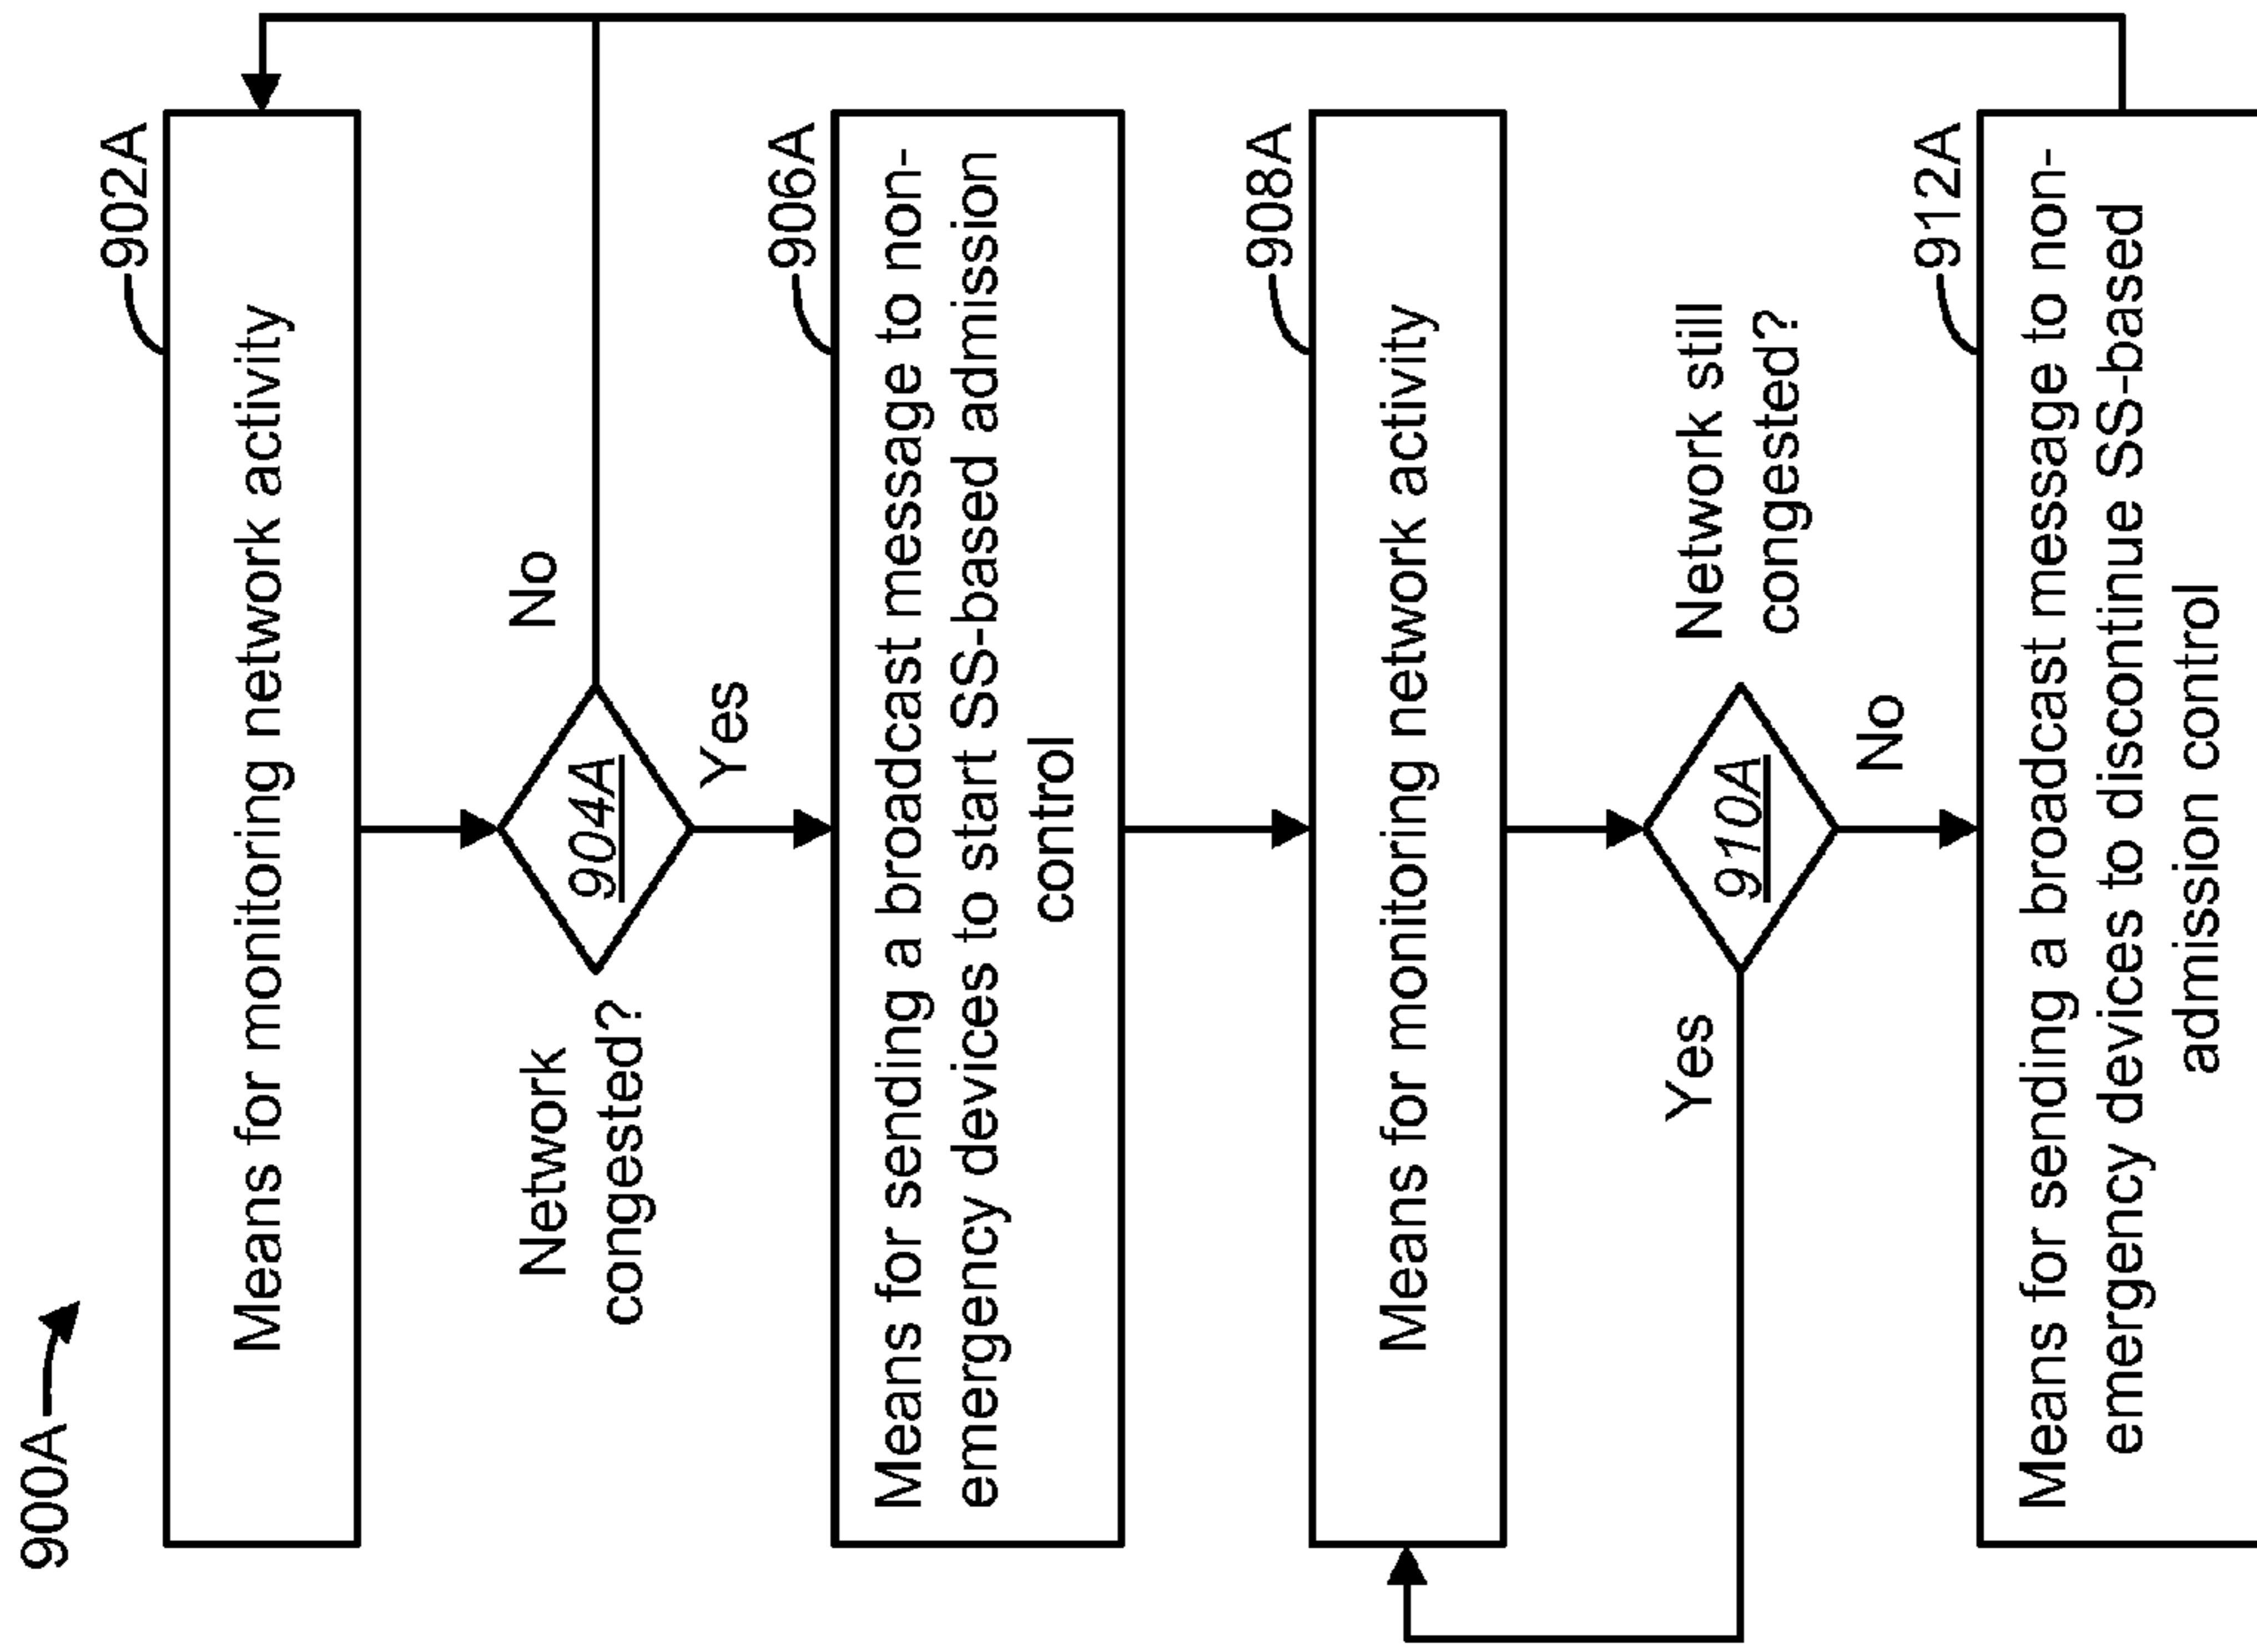 900A
902A
Means for monitoring network activity
Network
congested?
904A
No
Yes
906A
Means for sending a broadcast message to non-
emergency devices to start SS-based admission
control
908A
Means for monitoring network activity
Network still
congested?
910A
Yes
No
912A
Means for sending a broadcast message to non-
emergency devices to discontinue SS-based
admission control